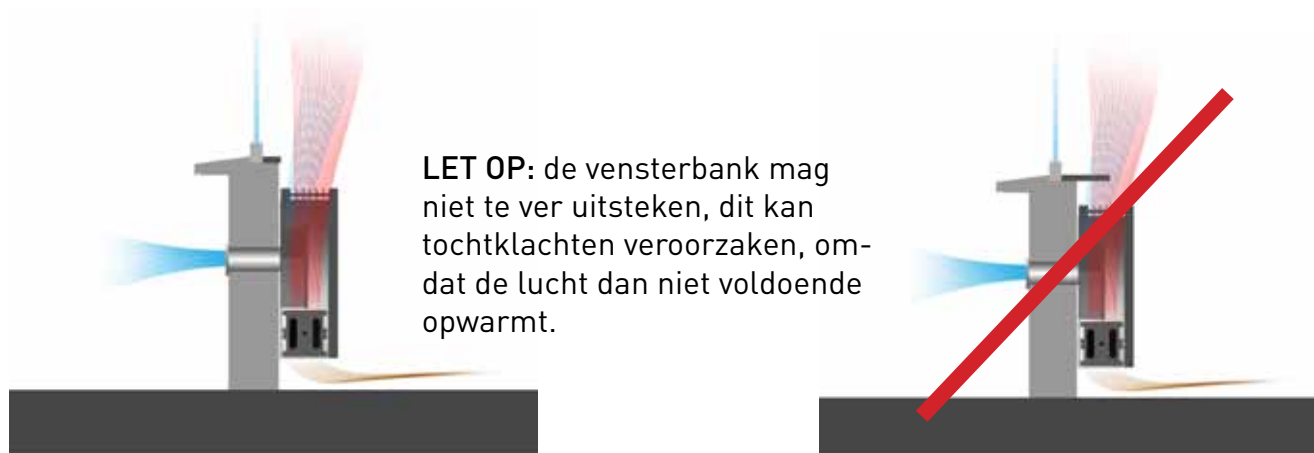 LET OP: de vensterbank mag
niet te ver uitsteken, dit kan
tochtklachten veroorzaken, om-
dat de lucht dan niet voldoende
opwarmt.